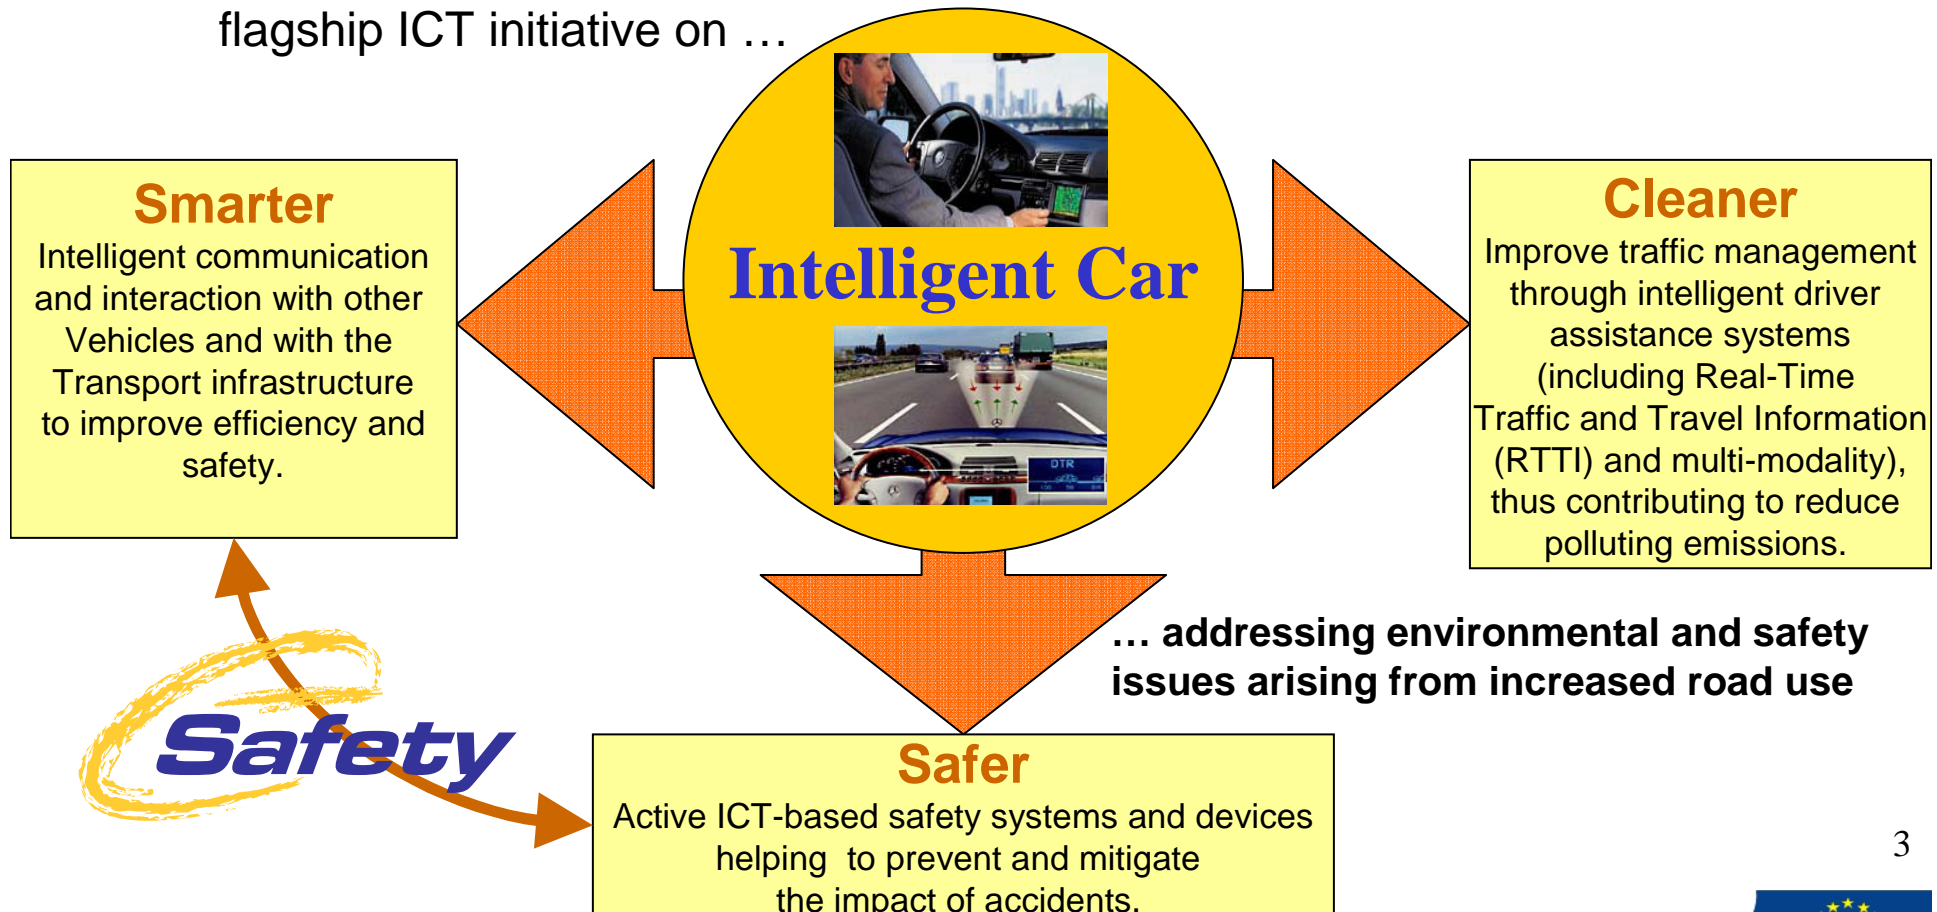 flagship ICT initiative on …
Intelligent Car
DTR
Smarter
Intelligent communication
and interaction with other
Vehicles and with the
Transport infrastructure
to improve efficiency and
safety.
Cleaner
Improve traffic management
through intelligent driver
assistance systems
(including Real-Time
Traffic and Travel Information
(RTTI) and multi-modality),
thus contributing to reduce
polluting emissions.
… addressing environmental and safety
issues arising from increased road use
Safety
Safer
Active ICT-based safety systems and devices
helping to prevent and mitigate
the impact of accidents.
3